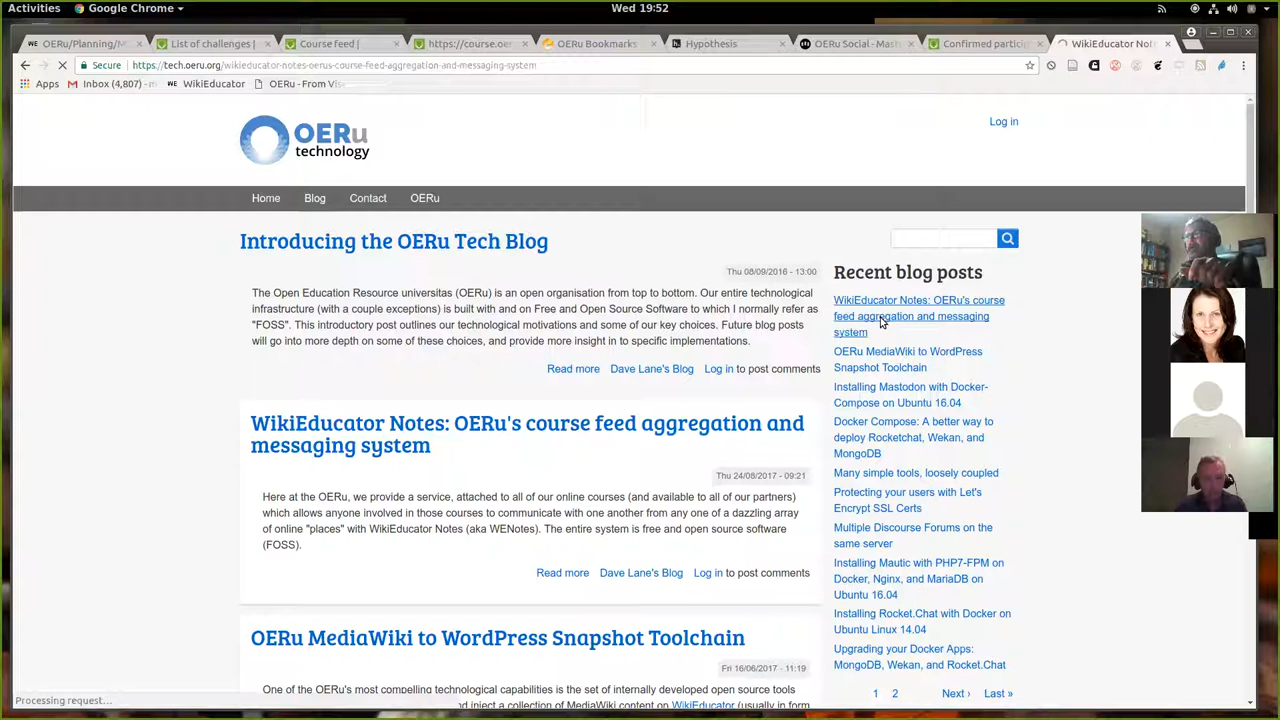 Activities
Google Chrome
Wed 19:52
OERu/Planning/M
List of challenges |
Course feed |
https://course.oe
OERu Bookmarks
Hypothesis
OERu Social - Mast
Confirmed partici
WikiEducator Not
Secure
https://tech.oeru.org/wikieducator-notes-oerus-course-feed-aggregation-and-messaging-system
Apps
Inbox (4,807) - m
WikiEducator
OERu - From Vis
OERu
technology
Log in
Home
Blog
Contact
OERu
Introducing the OERu Tech Blog
Thu 08/09/2016 - 13:00
The Open Education Resource universitas (OERu) is an open organisation from top to bottom. Our entire technological
infrastructure (with a couple exceptions) is built with and on Free and Open Source Software to which I normally refer as
"FOSS". This introductory post outlines our technological motivations and some of our key choices. Future blog posts
will go into more depth on some of these choices, and provide more insight in to specific implementations.
Read more
Dave Lane's Blog
Log in to post comments
WikiEducator Notes: OERu's course feed aggregation and
messaging system
Thu 24/08/2017 - 09:21
Here at the OERu, we provide a service, attached to all of our online courses (and available to all of our partners)
which allows anyone involved in those courses to communicate with one another from any one of a dazzling array
of online "places" with WikiEducator Notes (aka WENotes). The entire system is free and open source software
(FOSS).
Read more
Dave Lane's Blog
Log in to post comments
OERu MediaWiki to WordPress Snapshot Toolchain
Fri 16/06/2017 - 11:19
One of the OERu's most compelling technological capabilities is the set of internally developed open source tools
and inject a collection of MediaWiki content on WikiEducator (usually in form
Recent blog posts
WikiEducator Notes: OERu's course
feed aggregation and messaging
system
OERu MediaWiki to WordPress
Snapshot Toolchain
Installing Mastodon with Docker-
Compose on Ubuntu 16.04
Docker Compose: A better way to
deploy Rocketchat, Wekan, and
MongoDB
Many simple tools, loosely coupled
Protecting your users with Let's
Encrypt SSL Certs
Multiple Discourse Forums on the
same server
Installing Mautic with PHP7-FPM on
Docker, Nginx, and MariaDB on
Ubuntu 16.04
Installing Rocket.Chat with Docker on
Ubuntu Linux 14.04
Upgrading your Docker Apps:
MongoDB, Wekan, and Rocket.Chat
1
2
Next ›
Last »
Processing request…